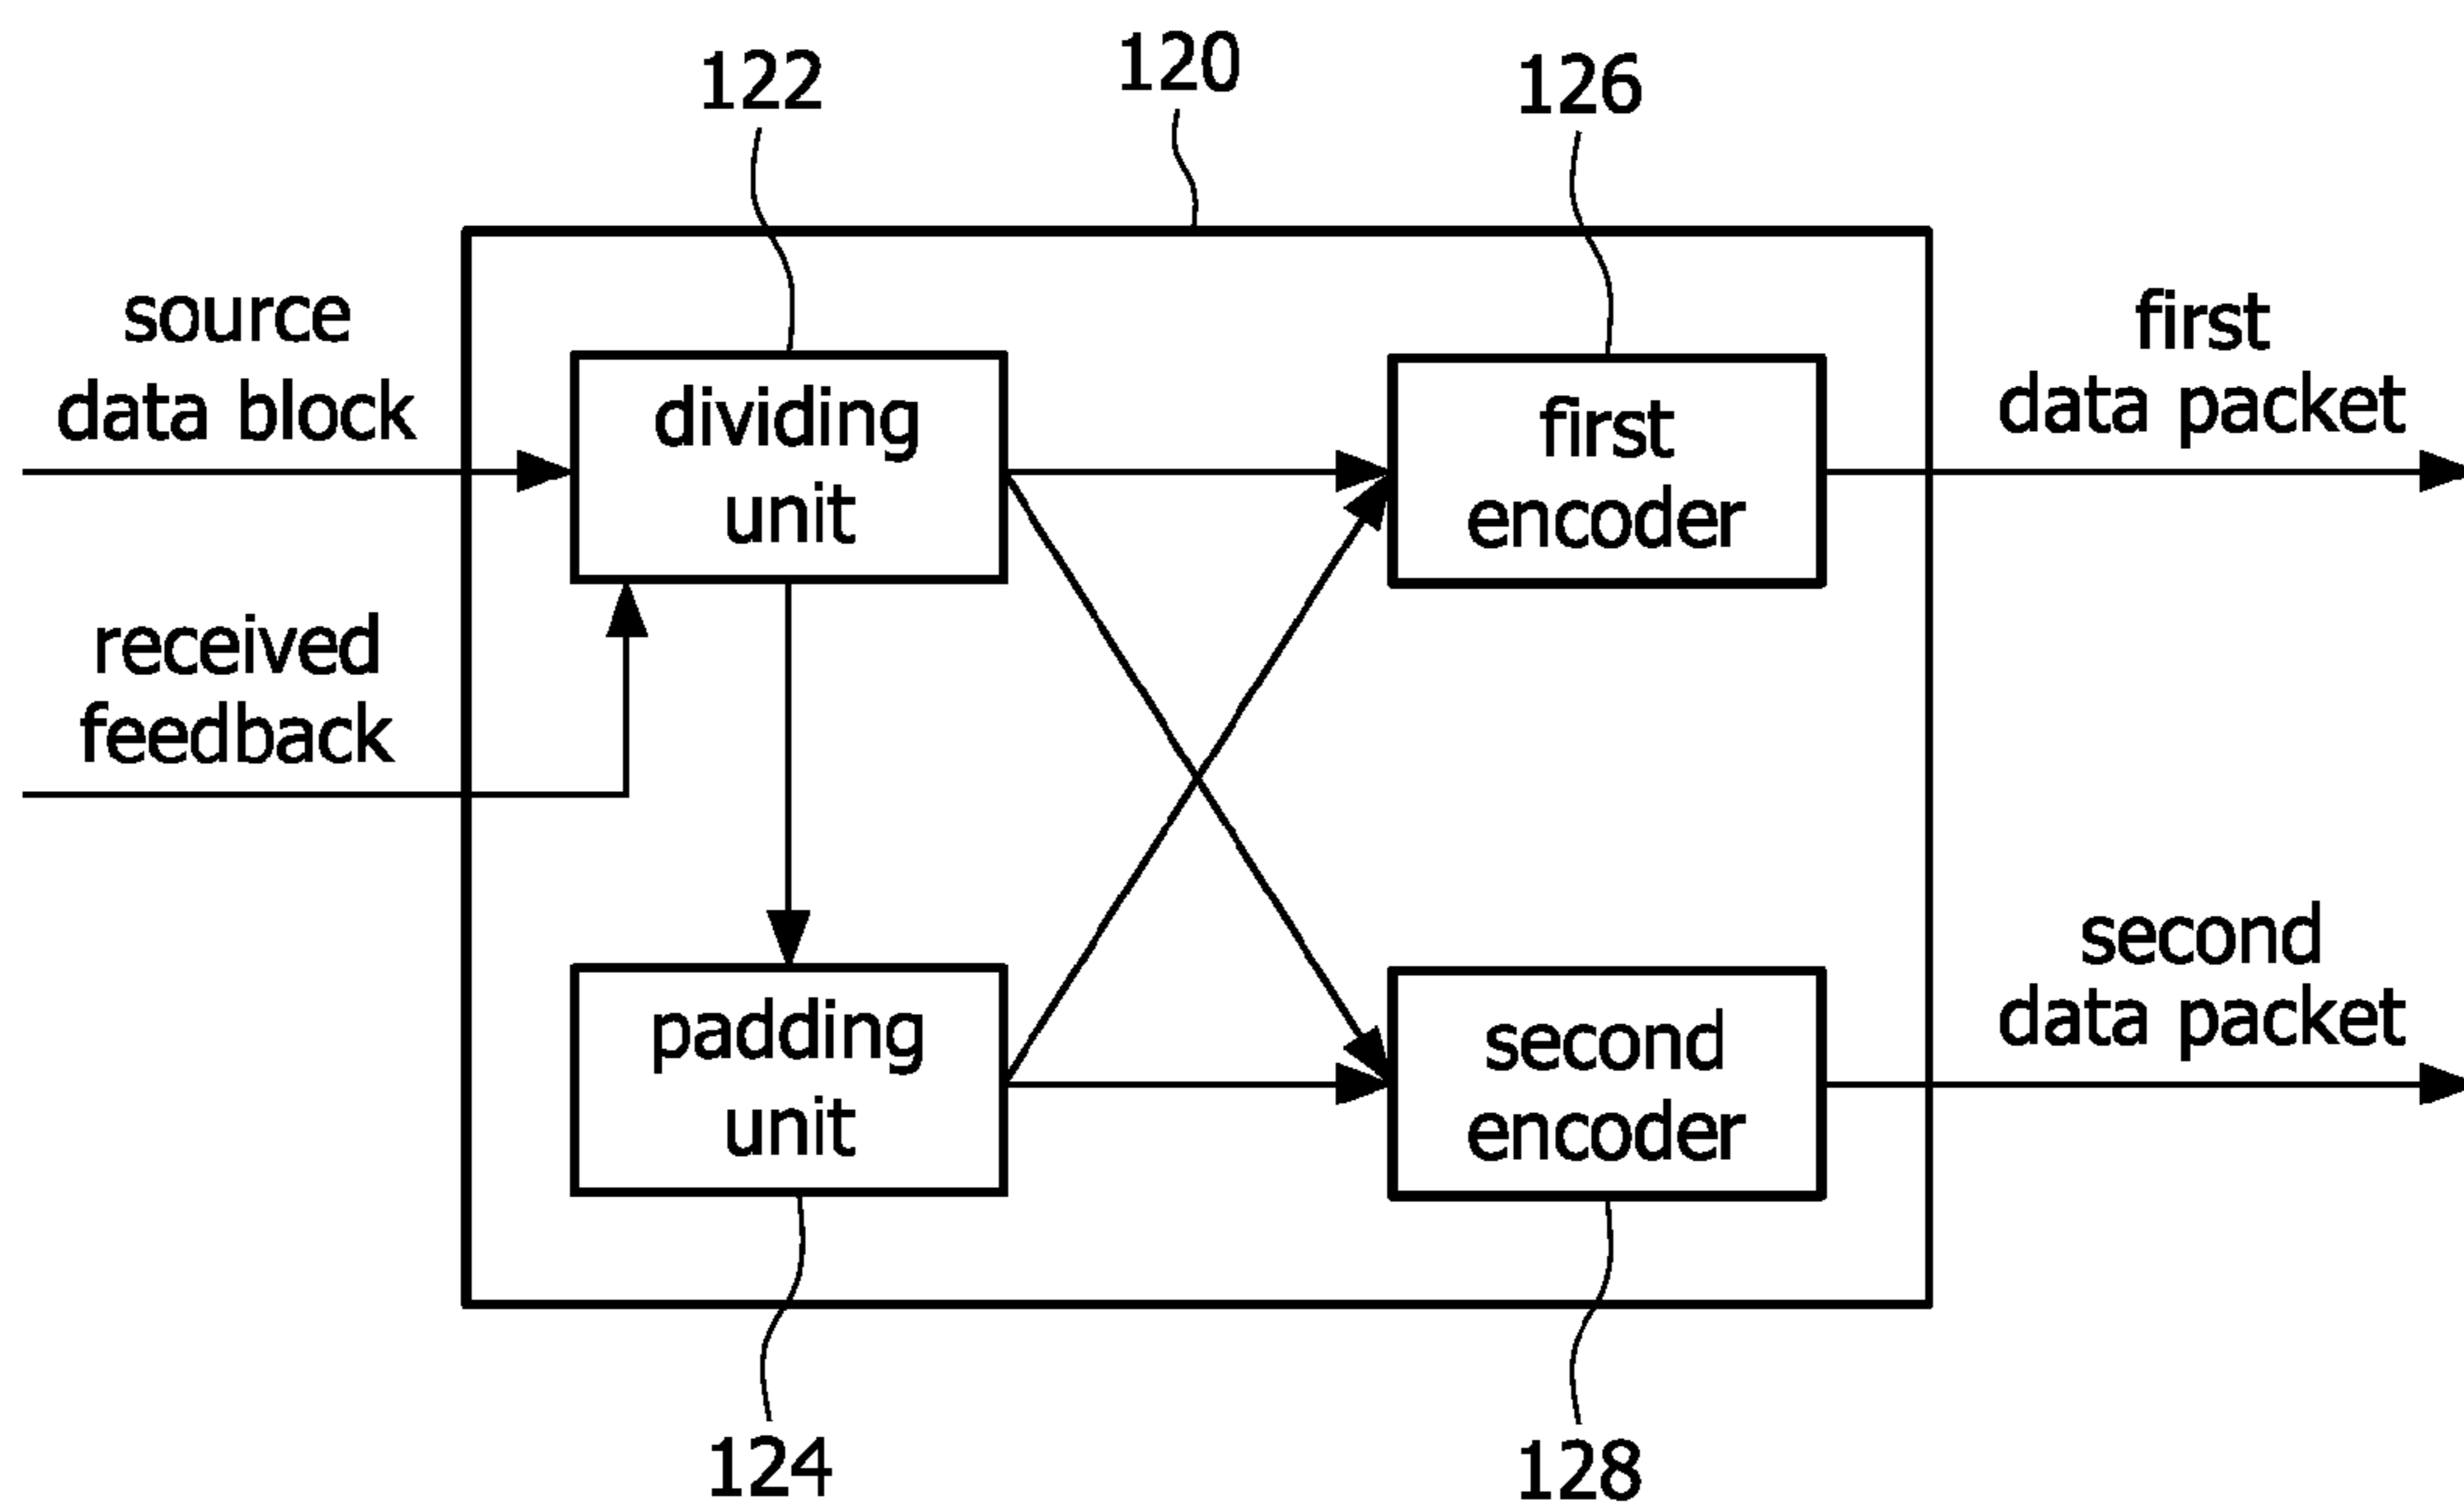 122
120
126
source
data block
dividing
unit
first
encoder
first
data packet
received
feedback
padding
unit
second
encoder
second
data packet
124
128